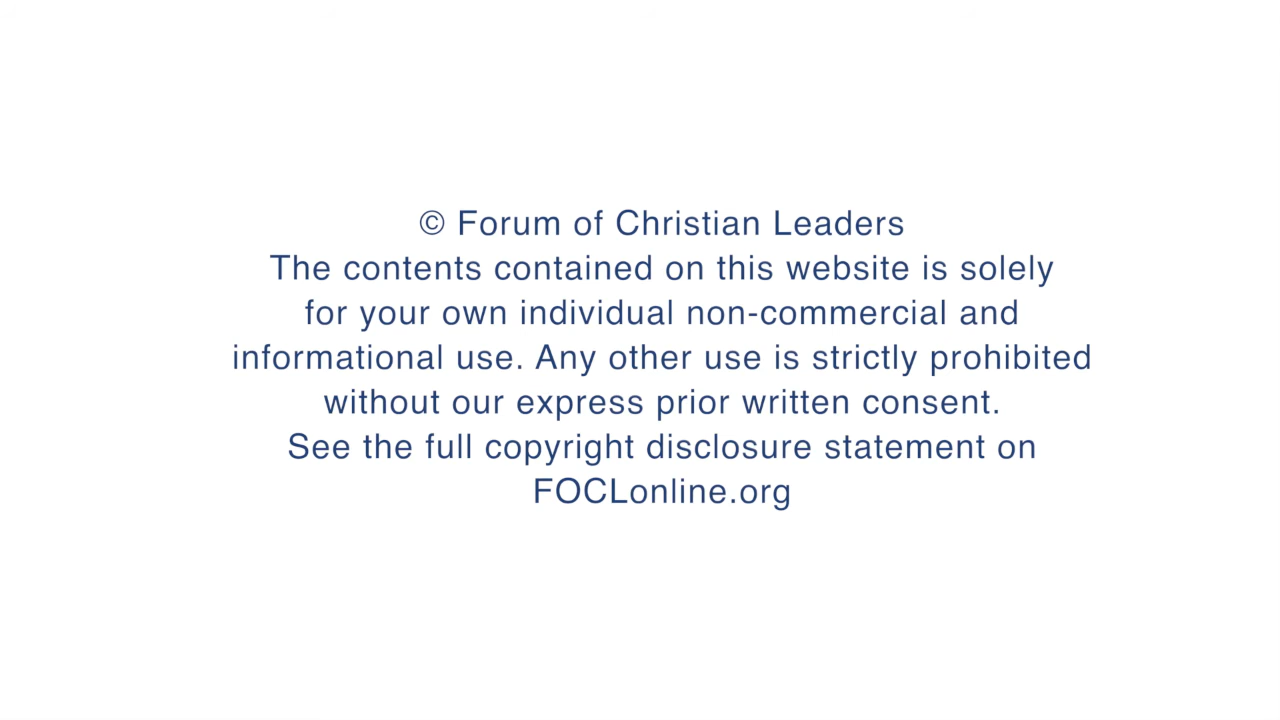 © Forum of Christian Leaders
The contents contained on this website is solely
for your own individual non-commercial and
informational use. Any other use is strictly prohibited
without our express prior written consent.
See the full copyright disclosure statement on
FOCLonline.org